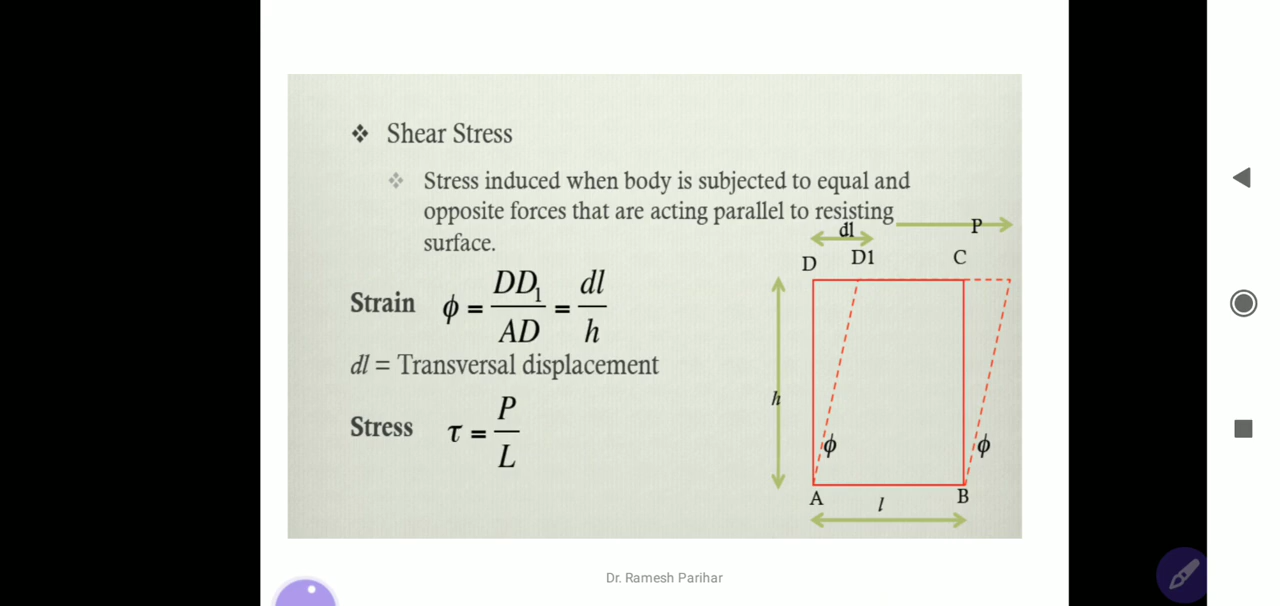 ❖ Shear Stress
❖ Stress induced when body is subjected to equal and
opposite forces that are acting parallel to resisting
surface.
P
dl
D D1 C
Strain ϕ = DD₁/AD = dl/h
dl = Transversal displacement
h
Stress τ = P/L
ϕ ϕ
A B
l
Dr. Ramesh Parihar